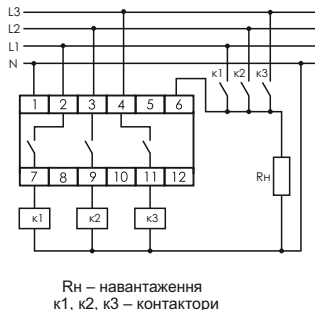 L3
L2
L1
N
к1 к2 к3
1 2 3 4 5 6
7 8 9 10 11 12
Rн
к1 к2 к3
Rн – навантаження
к1, к2, к3 – контактори